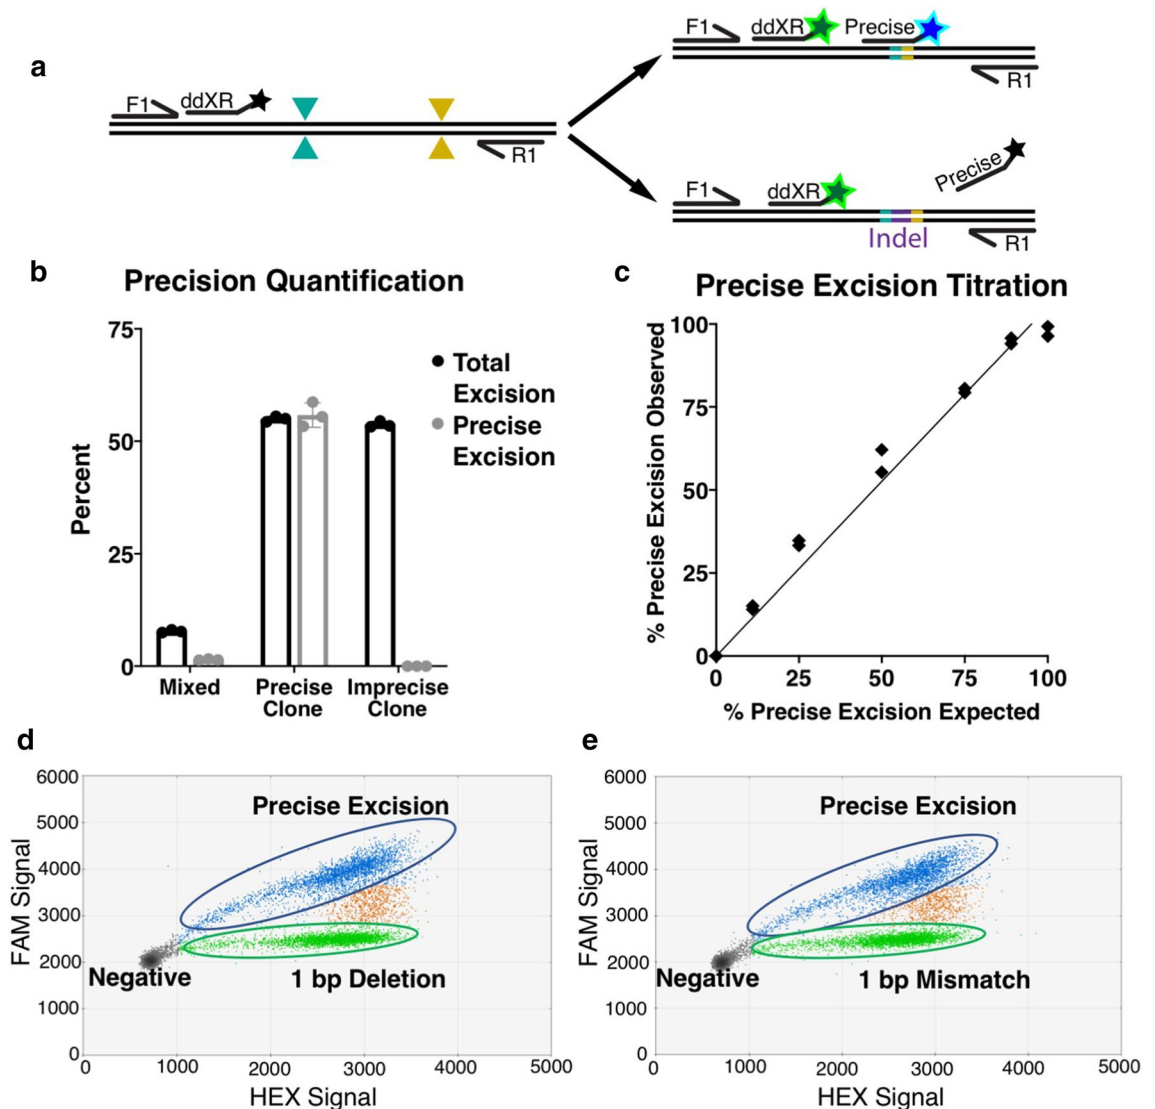 a
F1
ddXR
R1
F1
ddXR
Precise
R1
F1
ddXR
Precise
Indel
R1
b
Precision Quantification
75
50
25
0
Percent
Total
Excision
Precise
Excision
Mixed
Precise
Clone
Imprecise
Clone
c
Precise Excision Titration
100
75
50
25
0
% Precise Excision Observed
0
25
50
75
100
% Precise Excision Expected
d
6000
5000
4000
3000
2000
1000
0
FAM Signal
Precise Excision
Negative
1 bp Deletion
0
1000
2000
3000
4000
5000
HEX Signal
e
6000
5000
4000
3000
2000
1000
0
FAM Signal
Precise Excision
Negative
1 bp Mismatch
0
1000
2000
3000
4000
5000
HEX Signal